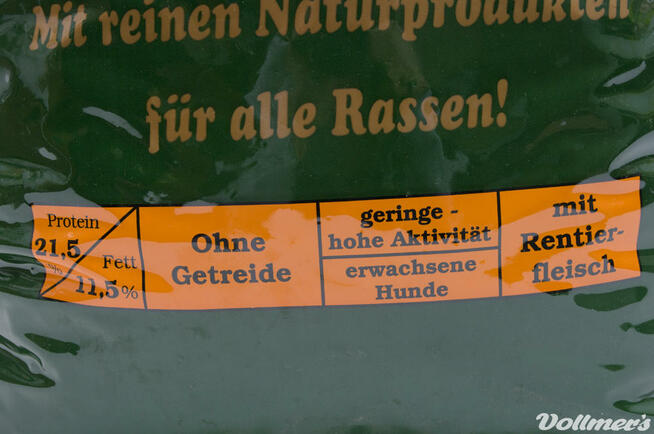 Mit reinen Naturprodukten
für alle Rassen!
Protein
21,5
%
Fett
11,5%
Ohne
Getreide
geringe -
hohe Aktivität
erwachsene
Hunde
mit
Rentier-
fleisch
Vollmer's